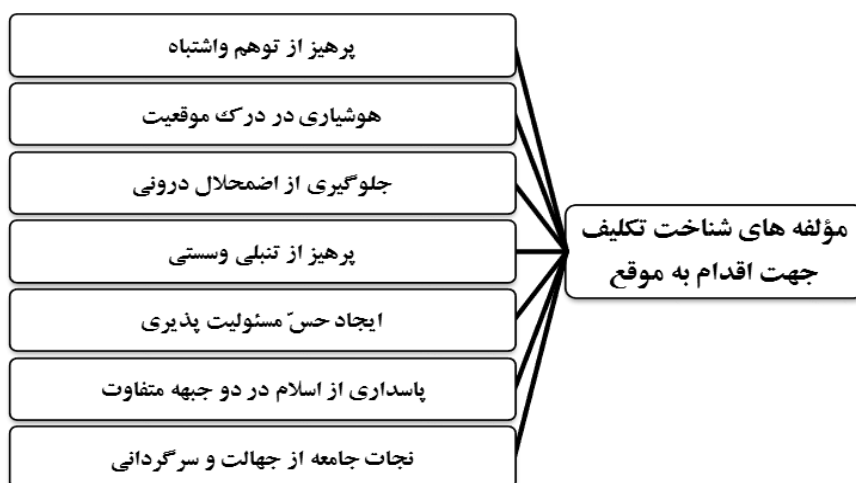 مؤلفه های شناخت تکلیف
جهت اقدام به موقع
پرهیز از توهم واشتباه
هوشیاری در درک موقعیت
جلوگیری از اضمحلال درونی
پرهیز از تنبلی وسستی
ایجاد حسّ مسئولیت پذیری
پاسداری از اسلام در دو جبهه متفاوت
نجات جامعه از جهالت و سرگردانی